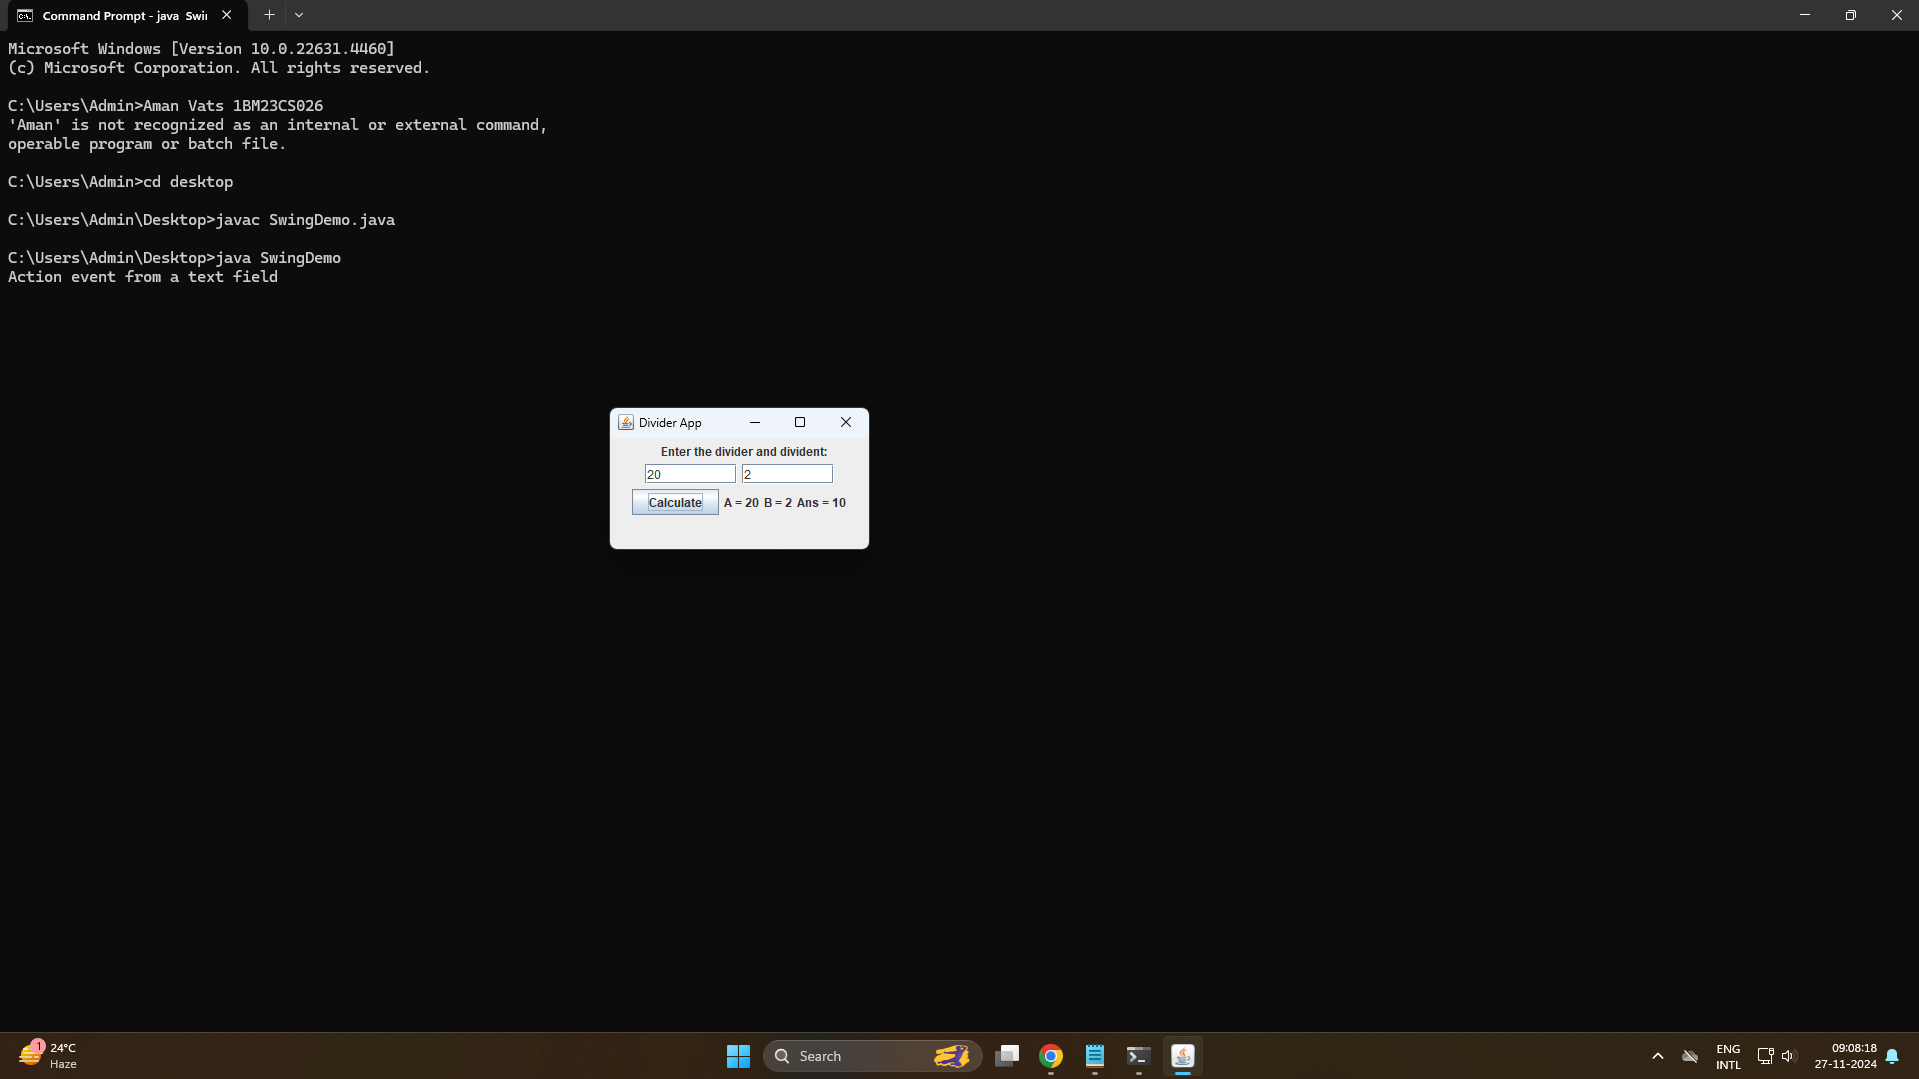 Command Prompt - java  Swin
Microsoft Windows [Version 10.0.22631.4460]
(c) Microsoft Corporation. All rights reserved.
C:\Users\Admin>Aman Vats 1BM23CS026
'Aman' is not recognized as an internal or external command,
operable program or batch file.
C:\Users\Admin>cd desktop
C:\Users\Admin\Desktop>javac SwingDemo.java
C:\Users\Admin\Desktop>java SwingDemo
Action event from a text field
Divider App
Enter the divider and divident:
20 2
Calculate A = 20 B = 2 Ans = 10
1
24°C
Haze
Search
ENG
INTL
09:08:18
27-11-2024